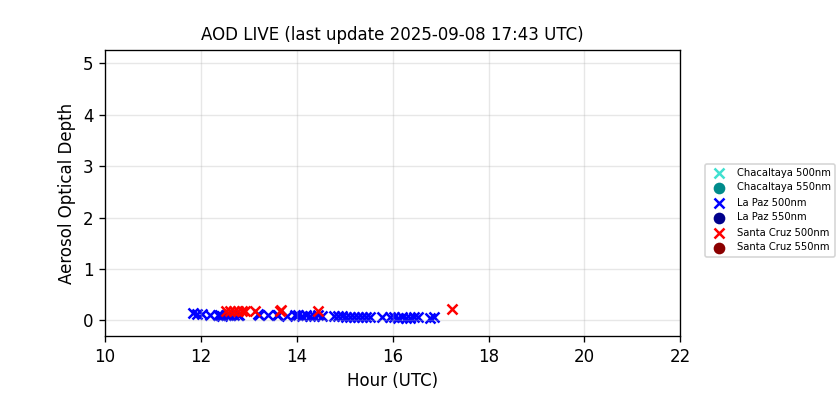 AOD LIVE (last update 2025-09-08 17:43 UTC)
Aerosol Optical Depth
5
4
3
2
1
0
10 12 14 16 18 20 22
Hour (UTC)
Chacaltaya 500nm
Chacaltaya 550nm
La Paz 500nm
La Paz 550nm
Santa Cruz 500nm
Santa Cruz 550nm